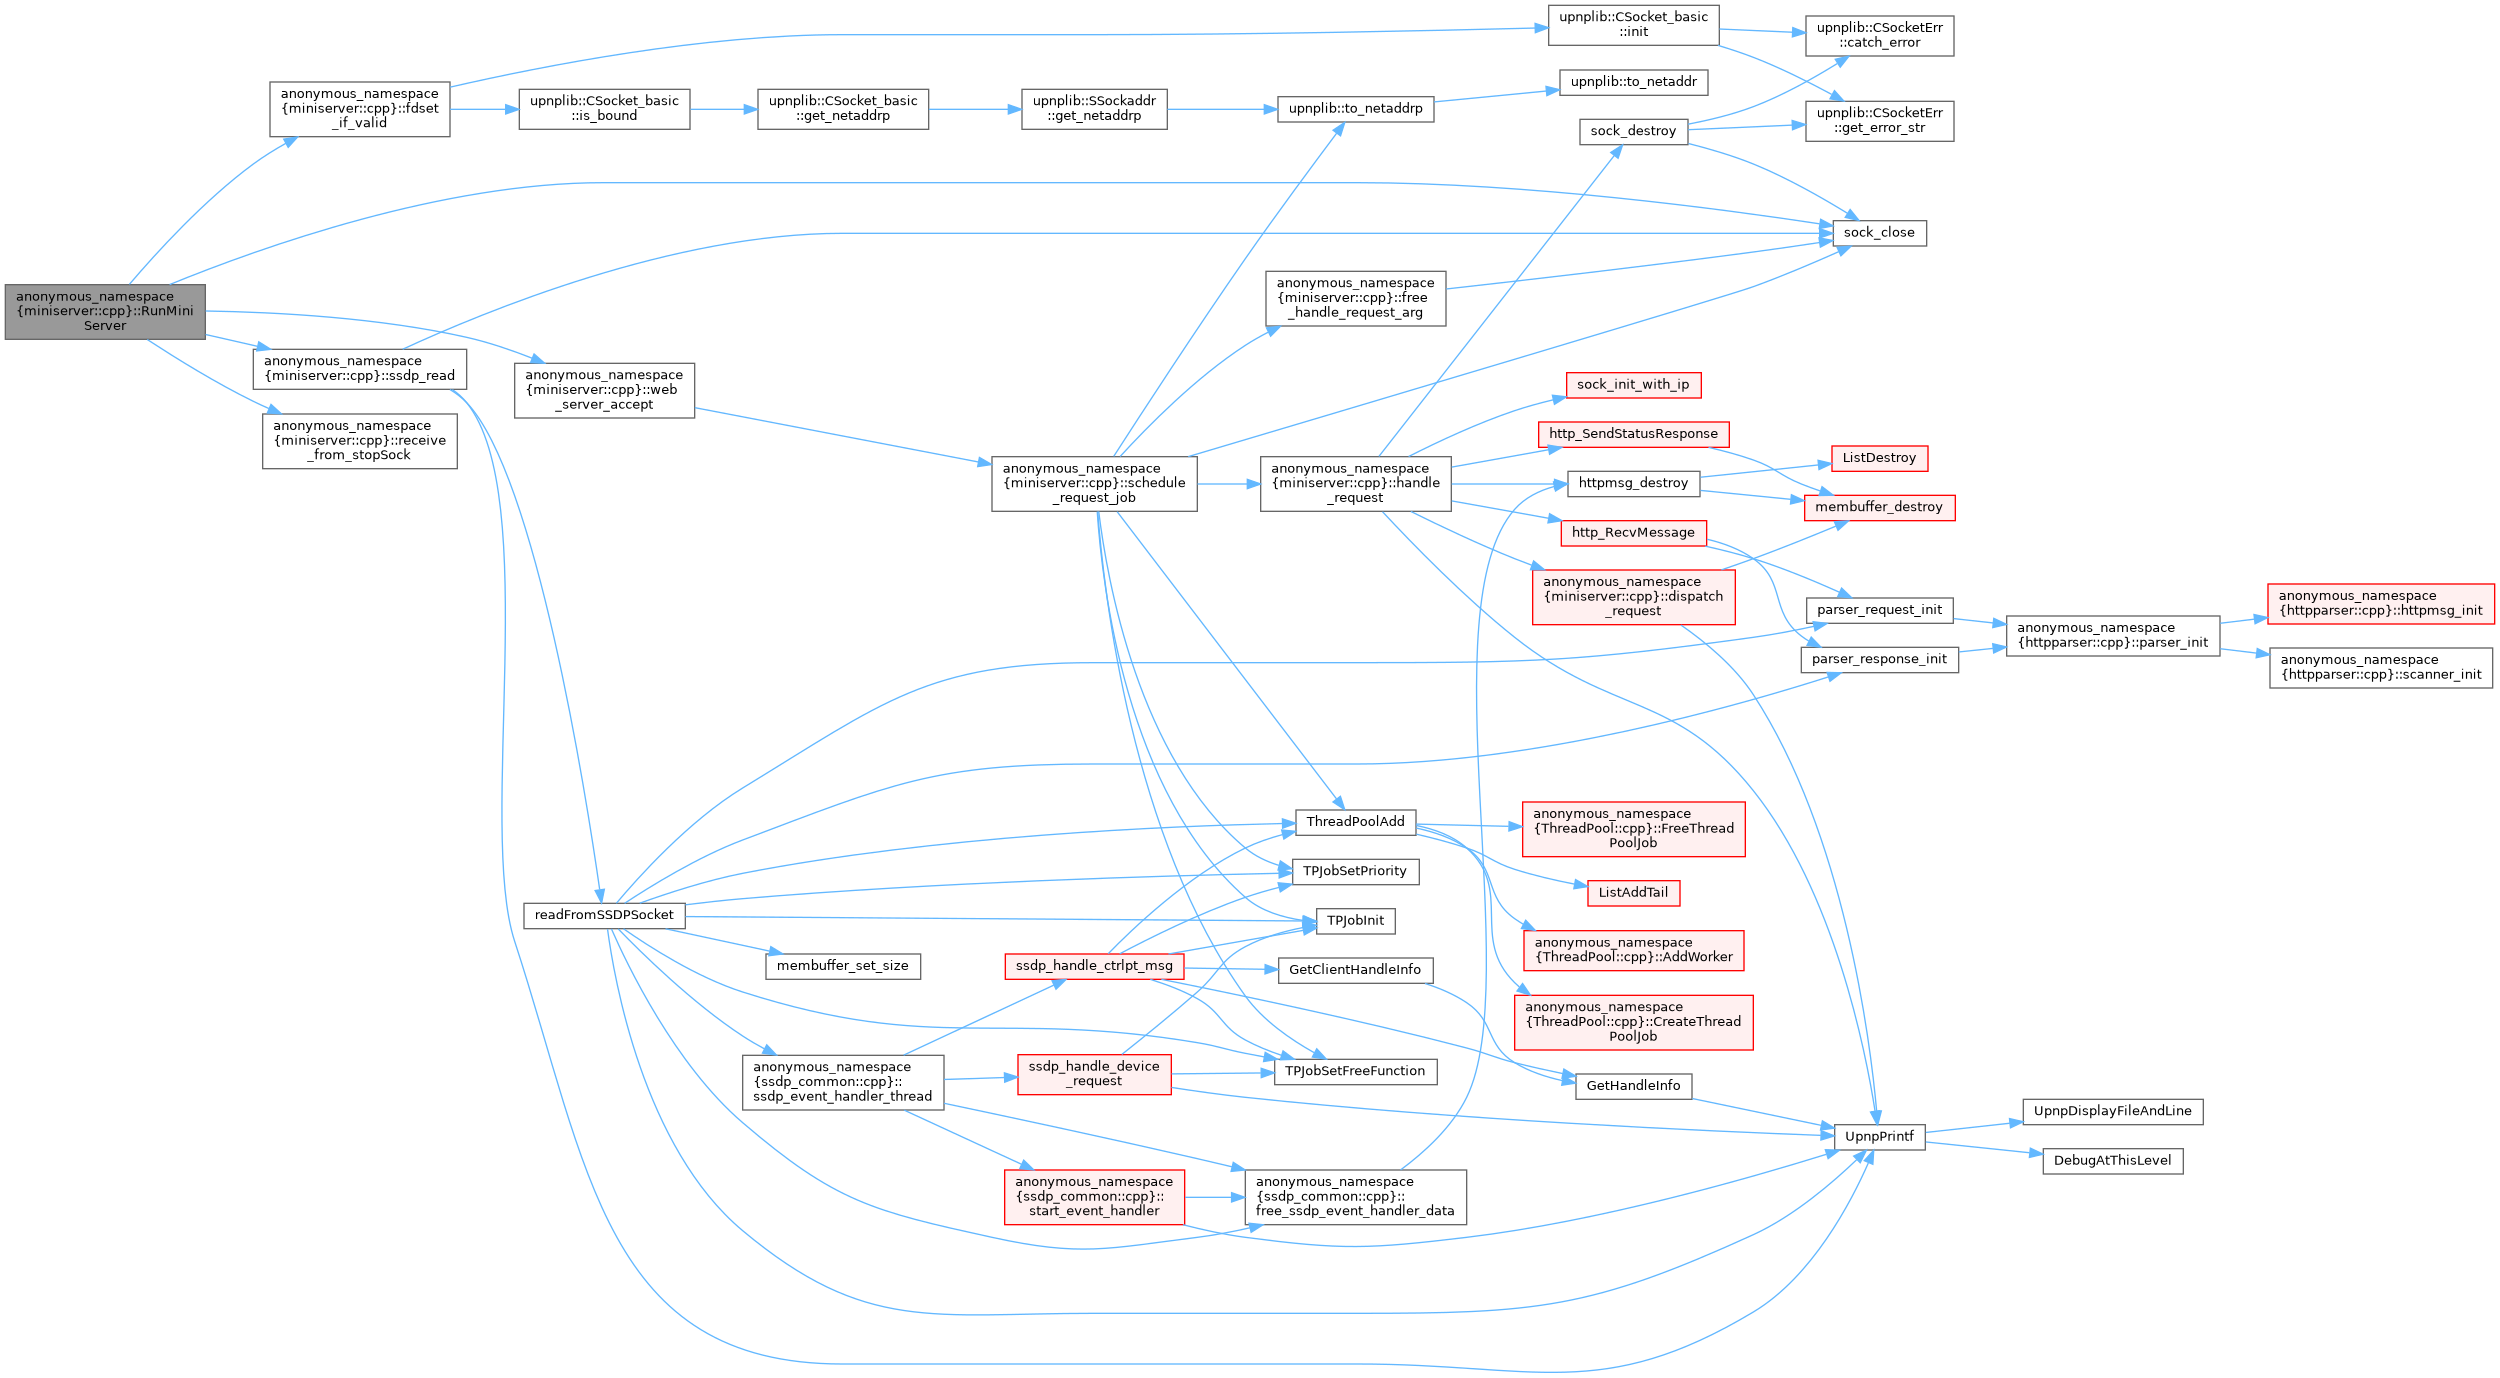 anonymous_namespace
{miniserver::cpp}::RunMini
Server
anonymous_namespace
{miniserver::cpp}::fdset
_if_valid
anonymous_namespace
{miniserver::cpp}::ssdp_read
anonymous_namespace
{miniserver::cpp}::receive
_from_stopSock
upnplib::CSocket_basic
::is_bound
anonymous_namespace
{miniserver::cpp}::web
_server_accept
readFromSSDPSocket
upnplib::CSocket_basic
::get_netaddrp
membuffer_set_size
anonymous_namespace
{ssdp_common::cpp}::
ssdp_event_handler_thread
upnplib::SSockaddr
::get_netaddrp
anonymous_namespace
{miniserver::cpp}::schedule
_request_job
ssdp_handle_ctrlpt_msg
ssdp_handle_device
_request
anonymous_namespace
{ssdp_common::cpp}::
start_event_handler
upnplib::to_netaddrp
anonymous_namespace
{miniserver::cpp}::free
_handle_request_arg
anonymous_namespace
{miniserver::cpp}::handle
_request
ThreadPoolAdd
TPJobSetPriority
TPJobInit
GetClientHandleInfo
TPJobSetFreeFunction
anonymous_namespace
{ssdp_common::cpp}::
free_ssdp_event_handler_data
upnplib::CSocket_basic
::init
upnplib::to_netaddr
sock_destroy
sock_init_with_ip
http_SendStatusResponse
httpmsg_destroy
http_RecvMessage
anonymous_namespace
{miniserver::cpp}::dispatch
_request
anonymous_namespace
{ThreadPool::cpp}::FreeThread
PoolJob
ListAddTail
anonymous_namespace
{ThreadPool::cpp}::AddWorker
anonymous_namespace
{ThreadPool::cpp}::CreateThread
PoolJob
GetHandleInfo
upnplib::CSocketErr
::catch_error
upnplib::CSocketErr
::get_error_str
sock_close
ListDestroy
membuffer_destroy
parser_request_init
parser_response_init
UpnpPrintf
anonymous_namespace
{httpparser::cpp}::parser_init
UpnpDisplayFileAndLine
DebugAtThisLevel
anonymous_namespace
{httpparser::cpp}::httpmsg_init
anonymous_namespace
{httpparser::cpp}::scanner_init